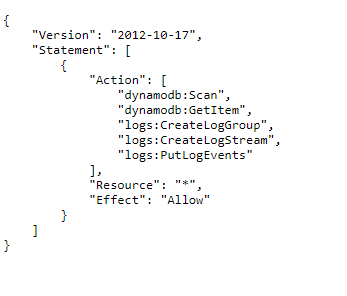 {
    "Version": "2012-10-17",
    "Statement": [
        {
            "Action": [
                "dynamodb:Scan",
                "dynamodb:GetItem",
                "logs:CreateLogGroup",
                "logs:CreateLogStream",
                "logs:PutLogEvents"
            ],
            "Resource": "*",
            "Effect": "Allow"
        }
    ]
}